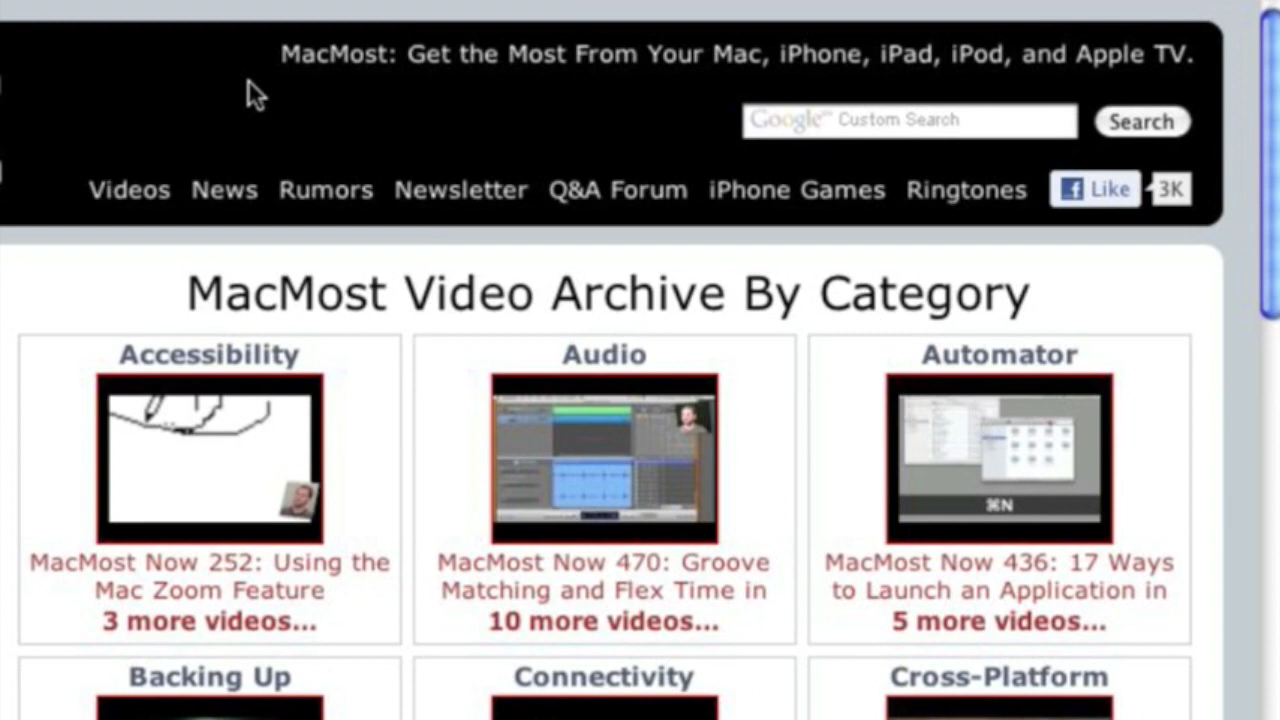 MacMost: Get the Most From Your Mac, iPhone, iPad, iPod, and Apple TV.
Google™ Custom Search
Search
Videos News Rumors Newsletter Q&A Forum iPhone Games Ringtones Like 3K
MacMost Video Archive By Category
Accessibility Audio Automator
⌘N
MacMost Now 252: Using the MacMost Now 470: Groove MacMost Now 436: 17 Ways
Mac Zoom Feature Matching and Flex Time in to Launch an Application in
3 more videos... 10 more videos... 5 more videos...
Backing Up Connectivity Cross-Platform